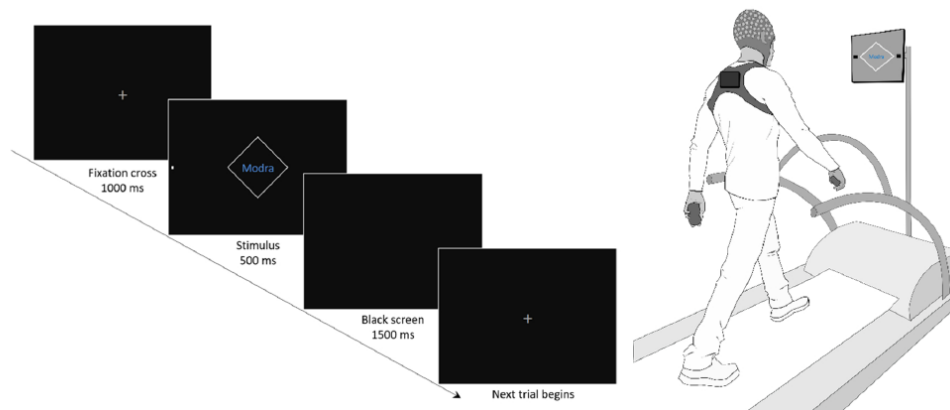 Fixation cross
1000 ms
Modra
Stimulus
500 ms
Black screen
1500 ms
Next trial begins
Modra